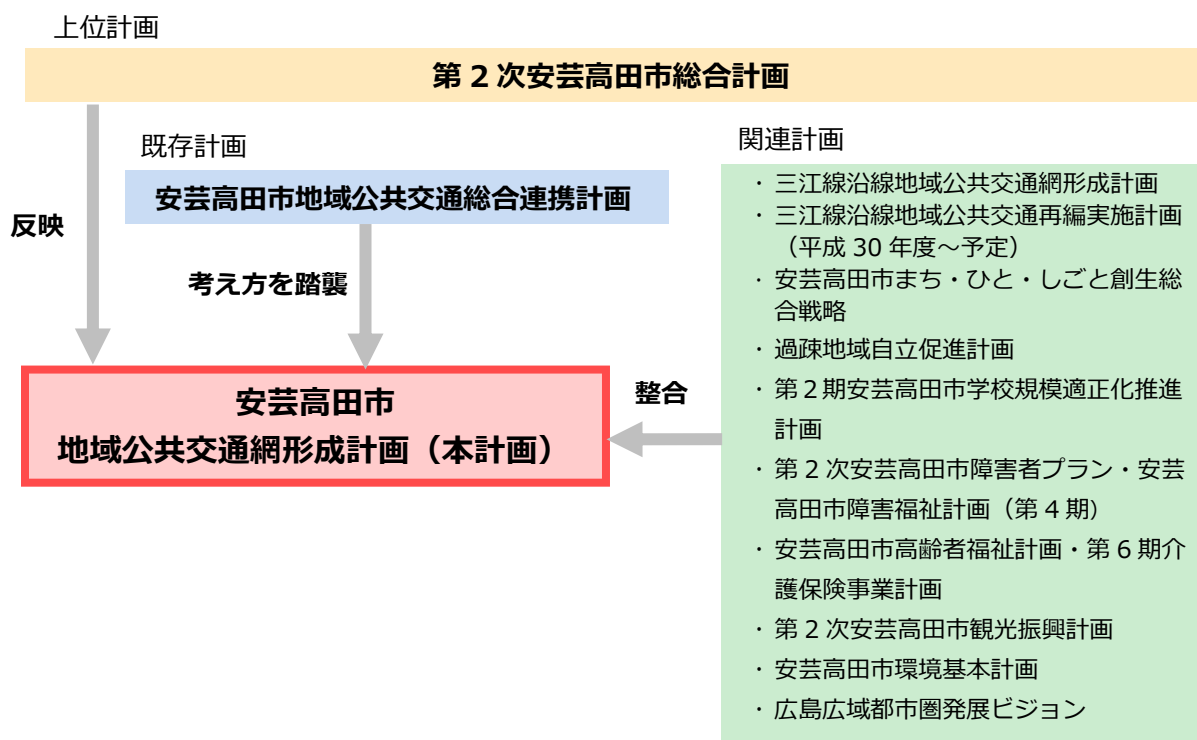 上位計画
第2次安芸高田市総合計画
既存計画
安芸高田市地域公共交通総合連携計画
反映
考え方を踏襲
安芸高田市
地域公共交通網形成計画（本計画）
整合
関連計画
・三江線沿線地域公共交通網形成計画
・三江線沿線地域公共交通再編実施計画
（平成 30 年度～予定）
・安芸高田市まち・ひと・しごと創生総
合戦略
・過疎地域自立促進計画
・第２期安芸高田市学校規模適正化推進
計画
・第２次安芸高田市障害者プラン・安芸
高田市障害福祉計画（第４期）
・安芸高田市高齢者福祉計画・第６期介
護保険事業計画
・第２次安芸高田市観光振興計画
・安芸高田市環境基本計画
・広島広域都市圏発展ビジョン